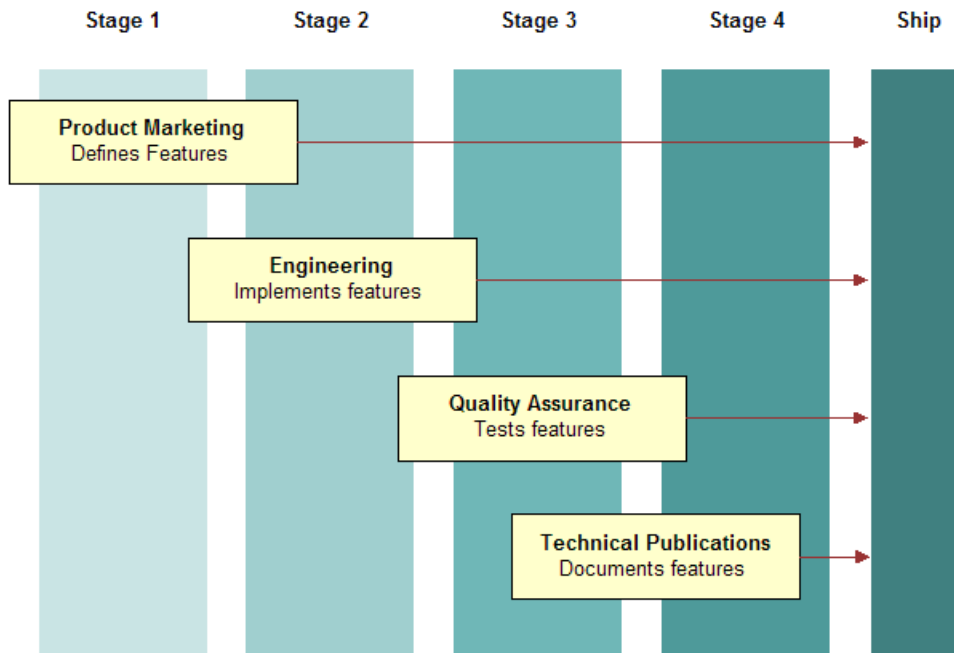 Stage 1
Stage 2
Stage 3
Stage 4
Ship
Product Marketing
Defines Features
Engineering
Implements features
Quality Assurance
Tests features
Technical Publications
Documents features